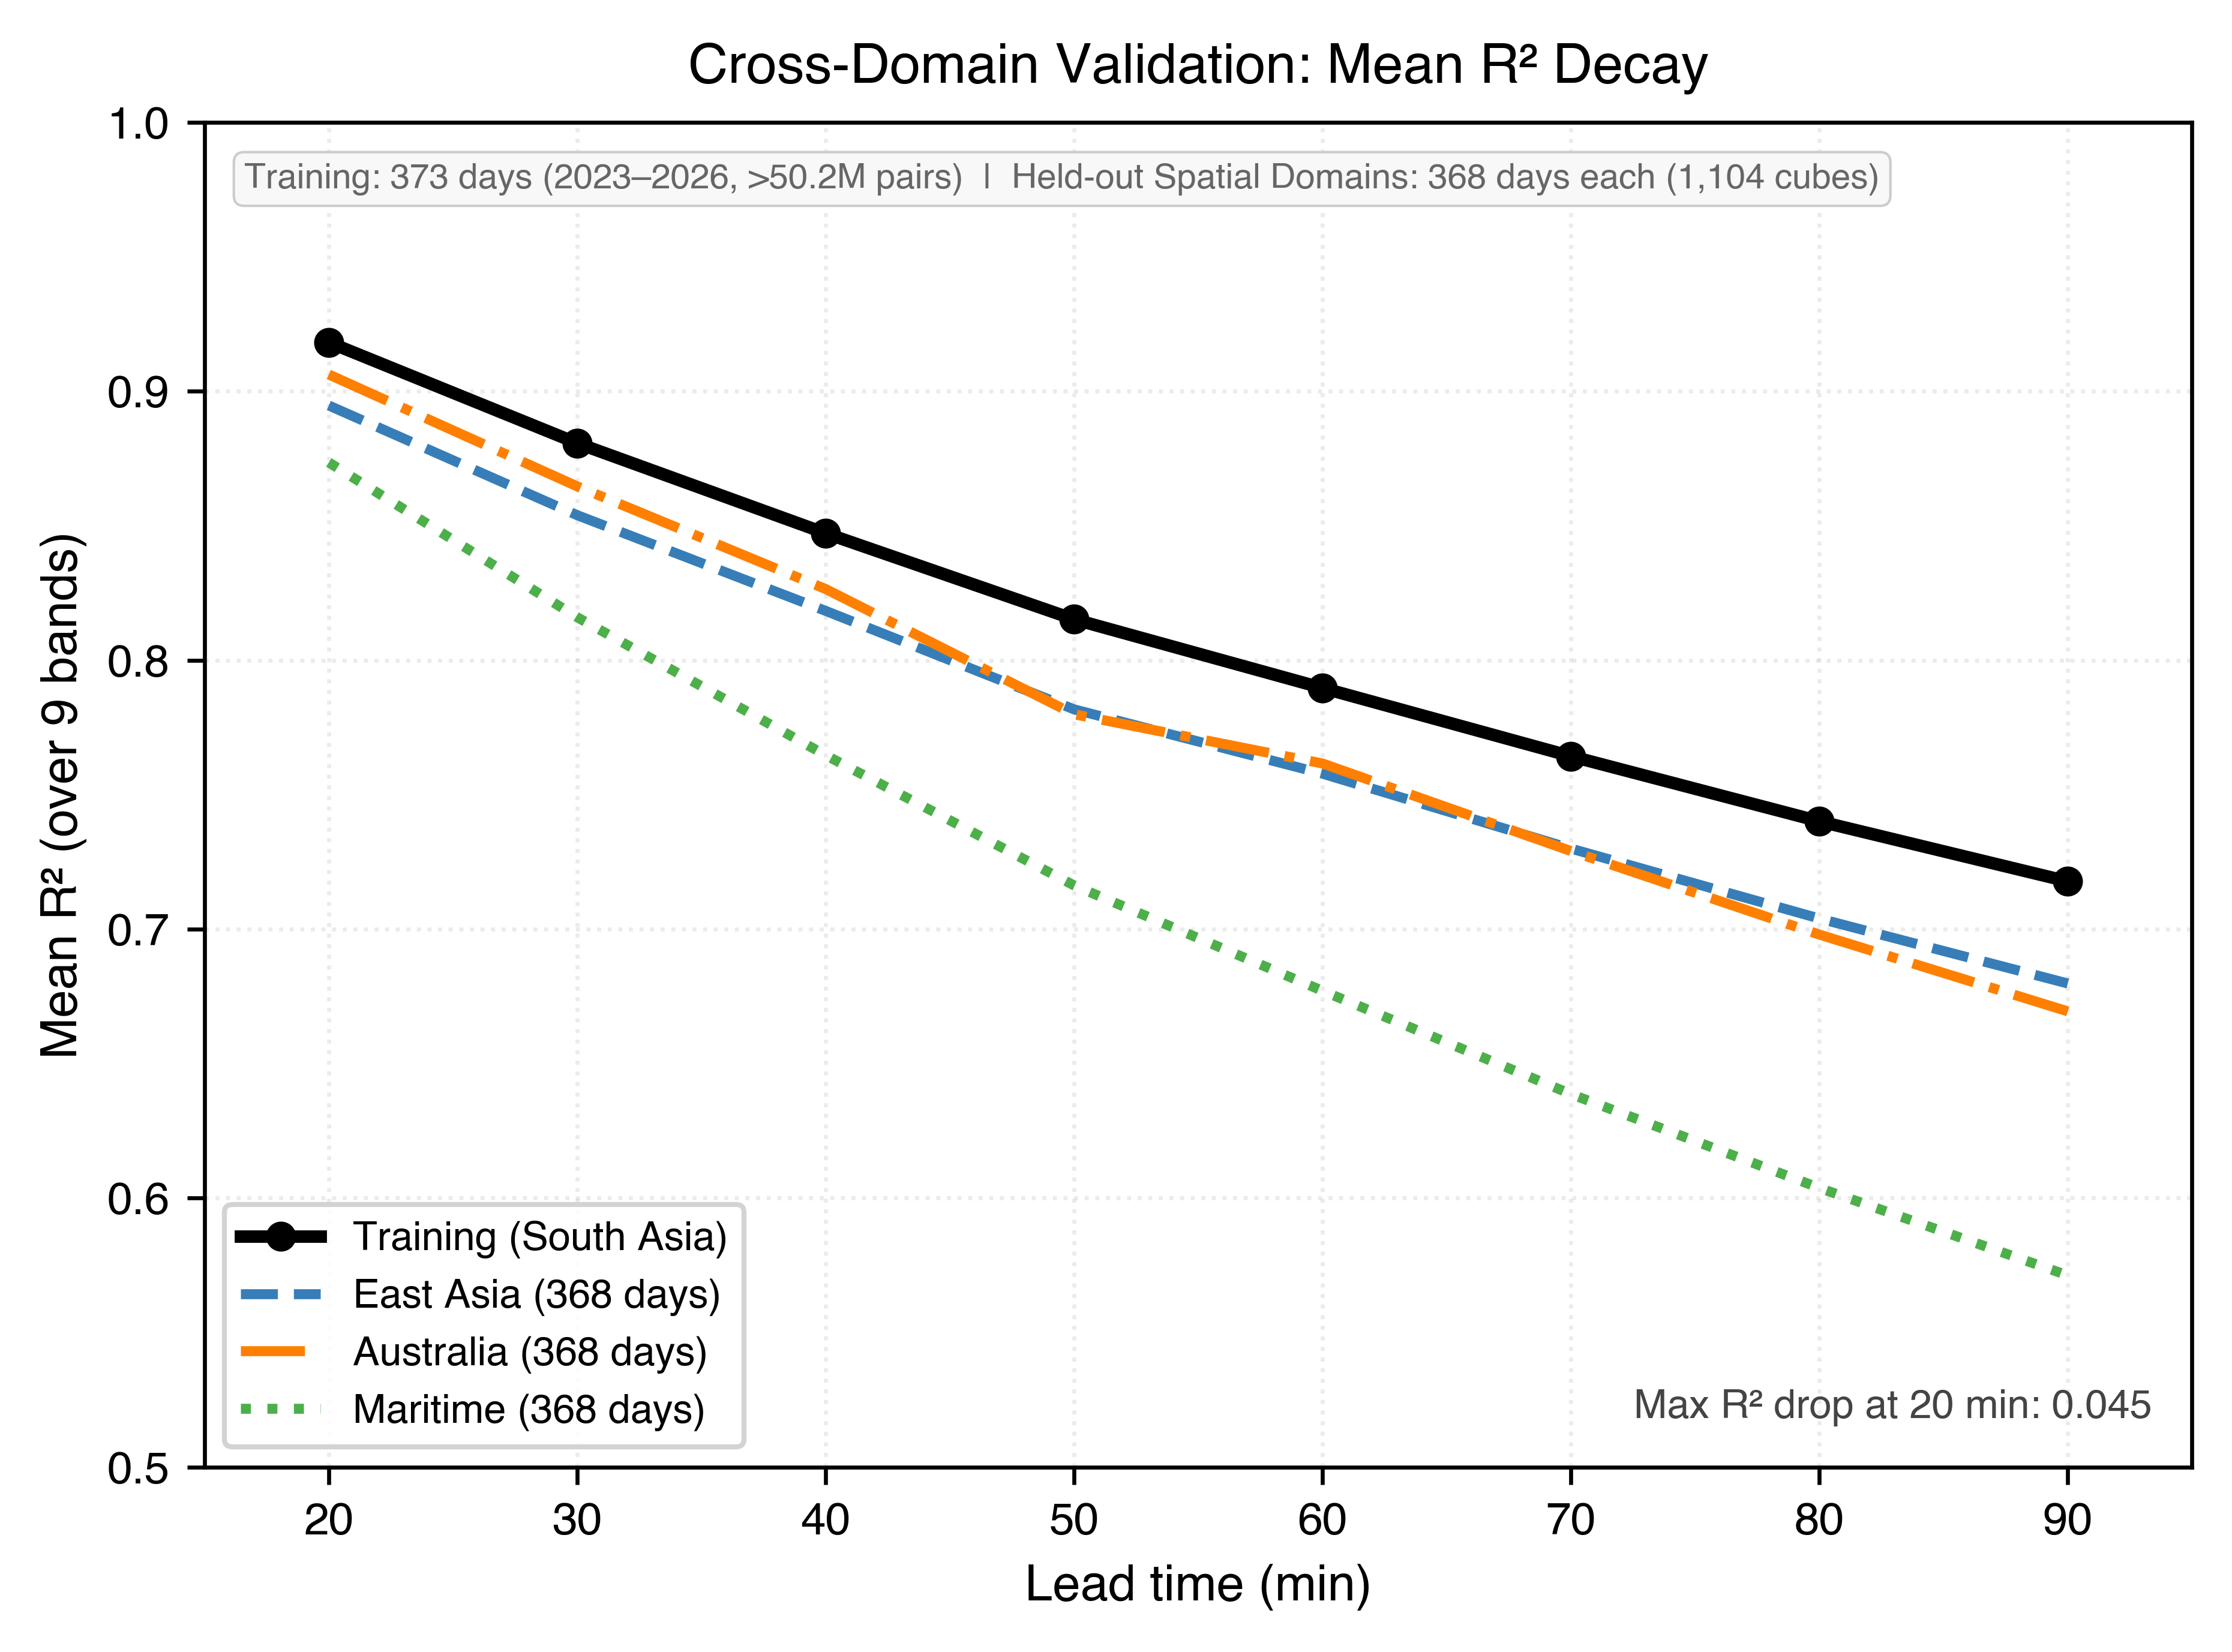 Cross-Domain Validation: Mean R² Decay
Training: 373 days (2023–2026, >50.2M pairs) | Held-out Spatial Domains: 368 days each (1,104 cubes)
Mean R² (over 9 bands)
1.0
0.9
0.8
0.7
0.6
0.5
Training (South Asia)
East Asia (368 days)
Australia (368 days)
Maritime (368 days)
Max R² drop at 20 min: 0.045
20 30 40 50 60 70 80 90
Lead time (min)